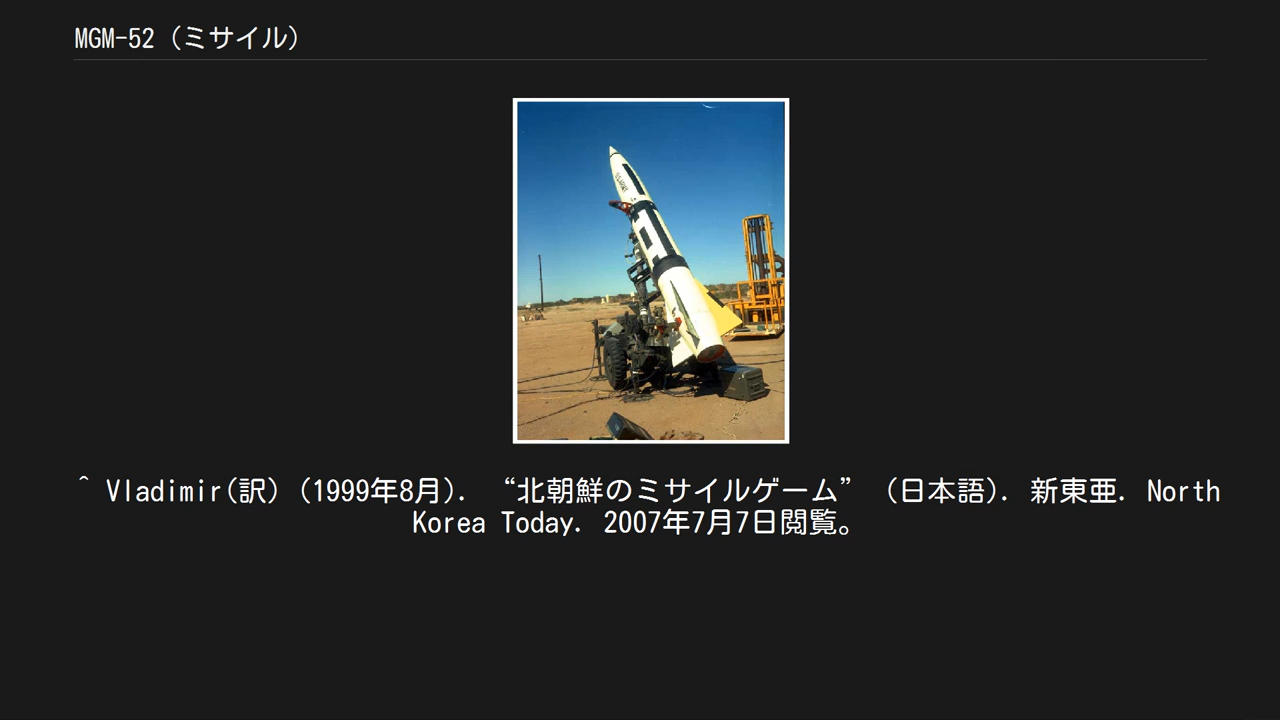 MGM-52（ミサイル）
^ Vladimir(訳) (1999年8月). “北朝鮮のミサイルゲーム” (日本語). 新東亜. North
Korea Today. 2007年7月7日閲覧。